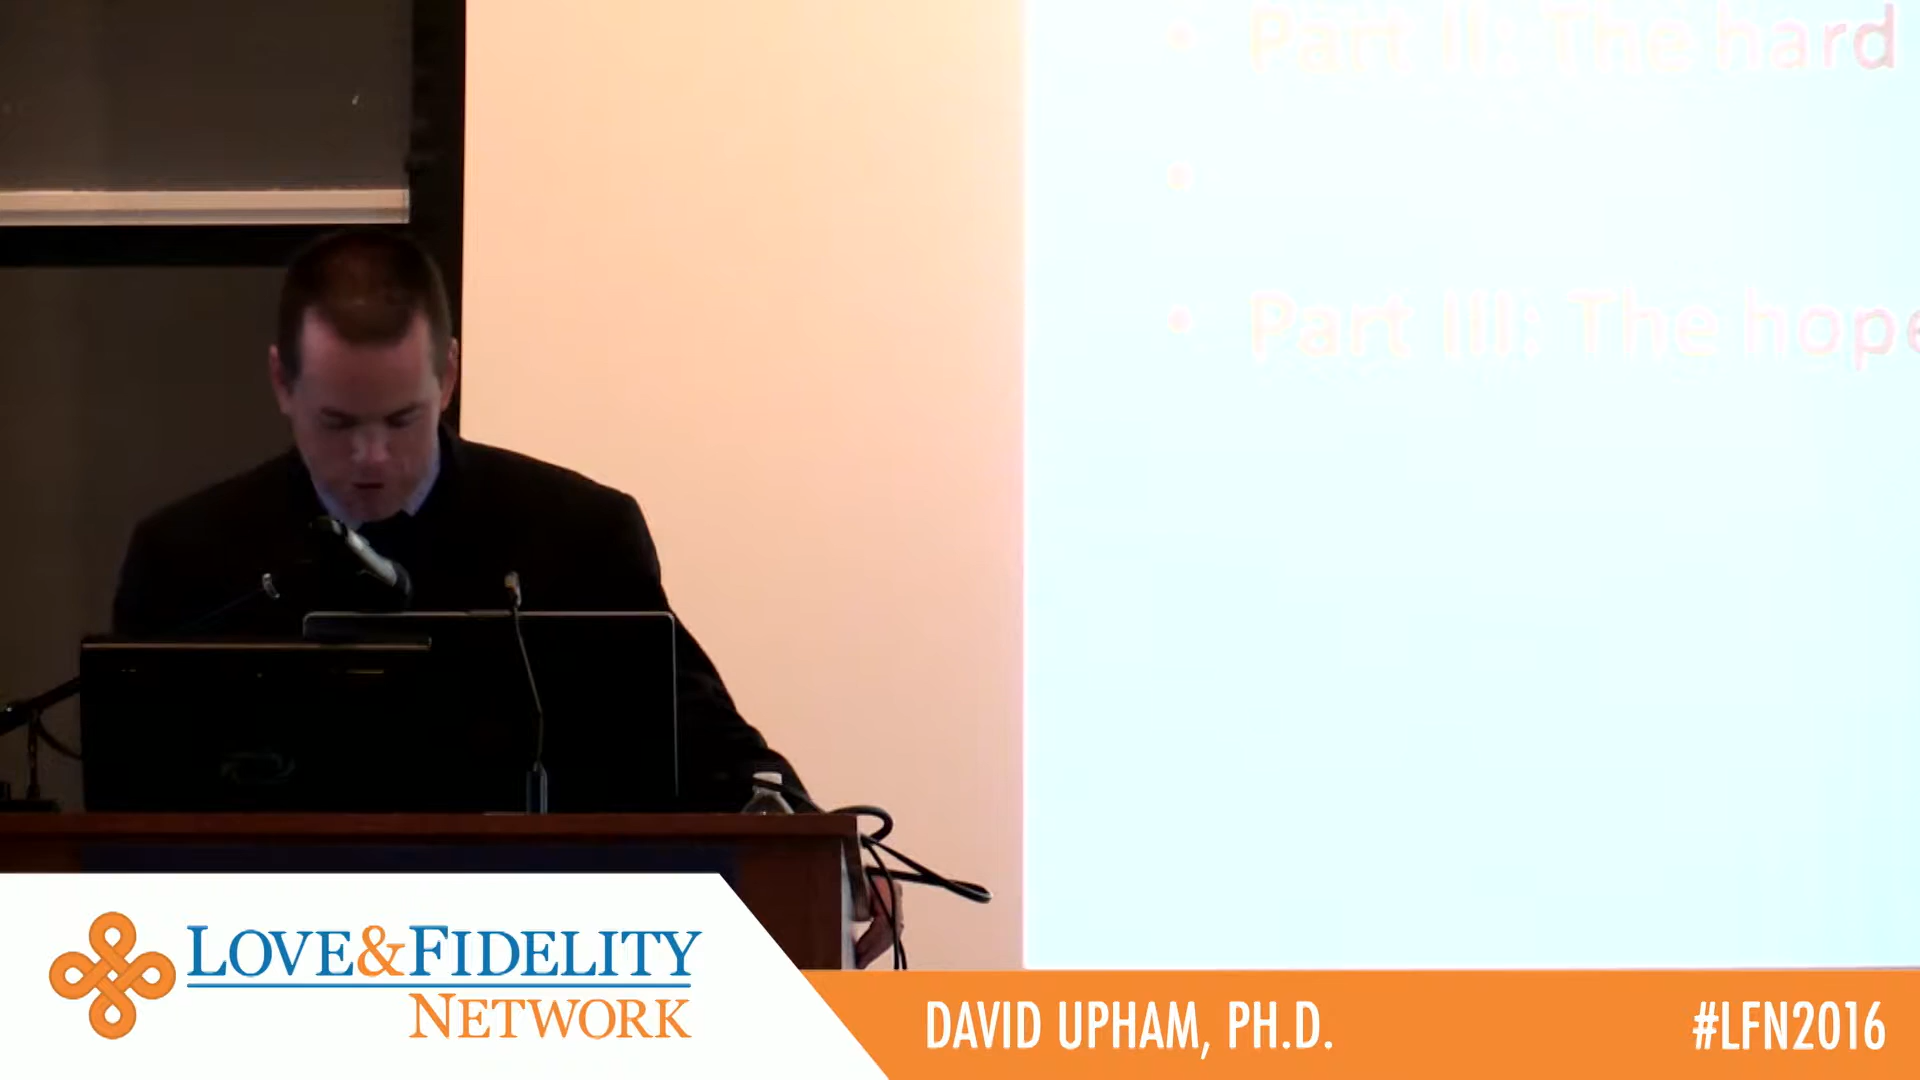 • Part II: The hard
•
• Part III: The hope
LOVE&FIDELITY
NETWORK
DAVID UPHAM, PH.D.
#LFN2016